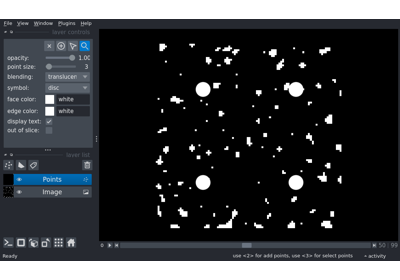 File View Window Plugins Help
layer controls
opacity: 1.00
point size: 3
blending: translucen
symbol: disc
face color: white
edge color: white
display text:
out of slice:
layer list
Points
Image
0 50 99
Ready use <2> for add points, use <3> for select points activity